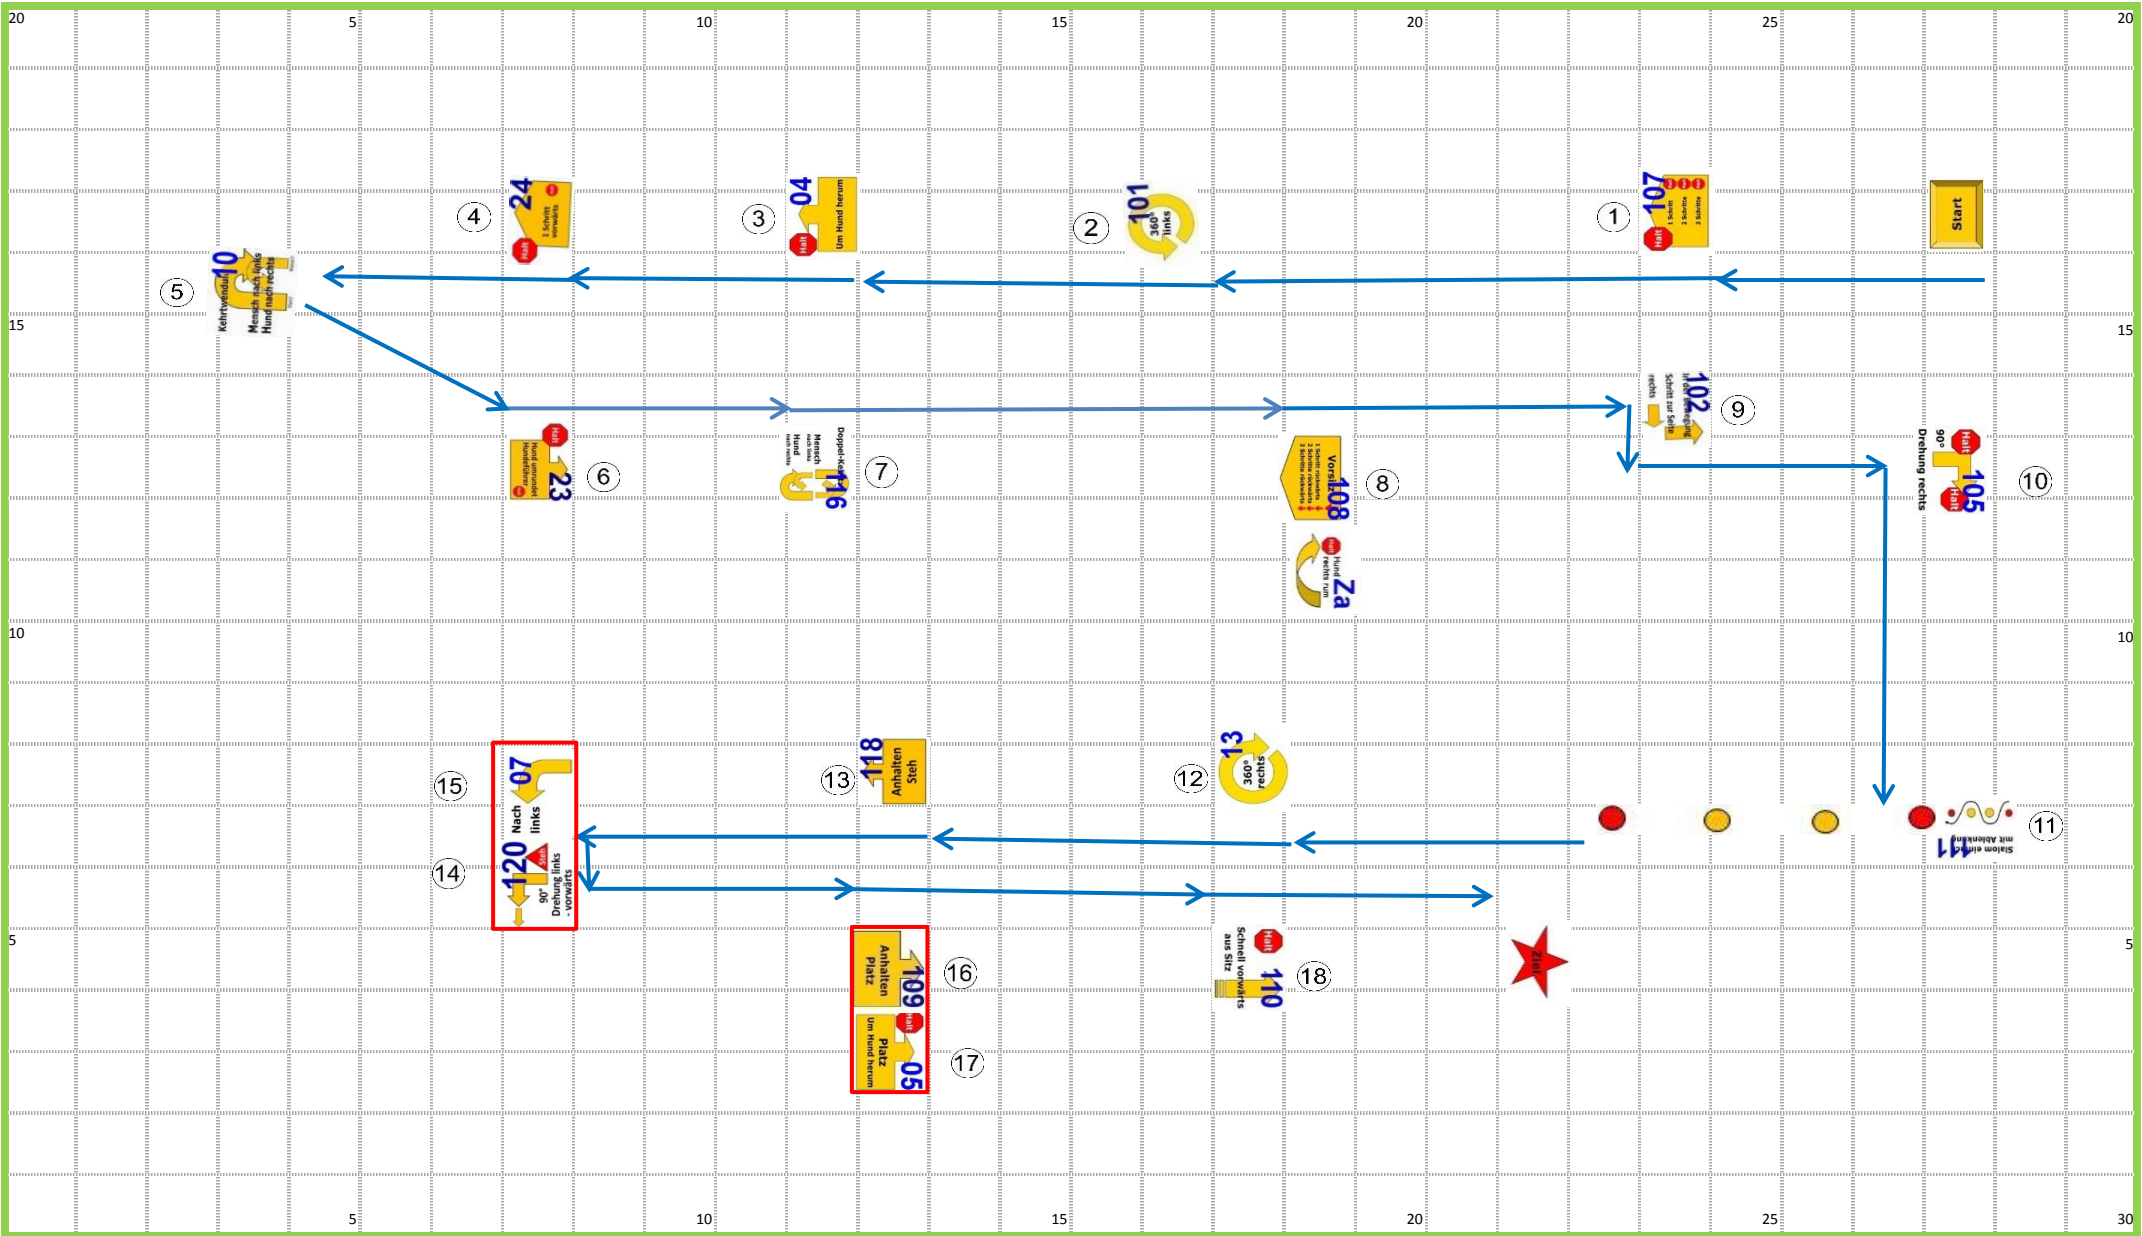 20 5 10 15 20 25 20
Start
1
107
Halt
1 Schritt
2 Schritte
3 Schritte
2
101
360°
links
3
04
Halt
Um Hund herum
4
24
Halt
1 Schritt
vorwärts
5
10
Kehrtwendung
Mensch nach links
Hund nach rechts
15 15
6
23
Halt
Hund umrundet
Hundeführer
7
116
Mensch
nach links
Hund
nach rechts
8
108
1 Schritt rückwärts
2 Schritte rückwärts
3 Schritte rückwärts
Za
Halt
Hund
rechts rum
9
102
In der Bewegung
Schritt zur Seite
rechts
10
105
Halt
Halt
90°
Drehung rechts
10 10
11
111
Slalom einfach
mit Ablenkung
12
13
360°
rechts
13
118
Anhalten
Steh
14
120
Steh
90°
Drehung links
- vorwärts
15
07
Nach
links
5 5
16
109
Anhalten
Platz
17
05
Halt
Platz
Um Hund herum
18
110
Halt
Schnell vorwärts
aus Sitz
Ziel
5 10 15 20 25 30